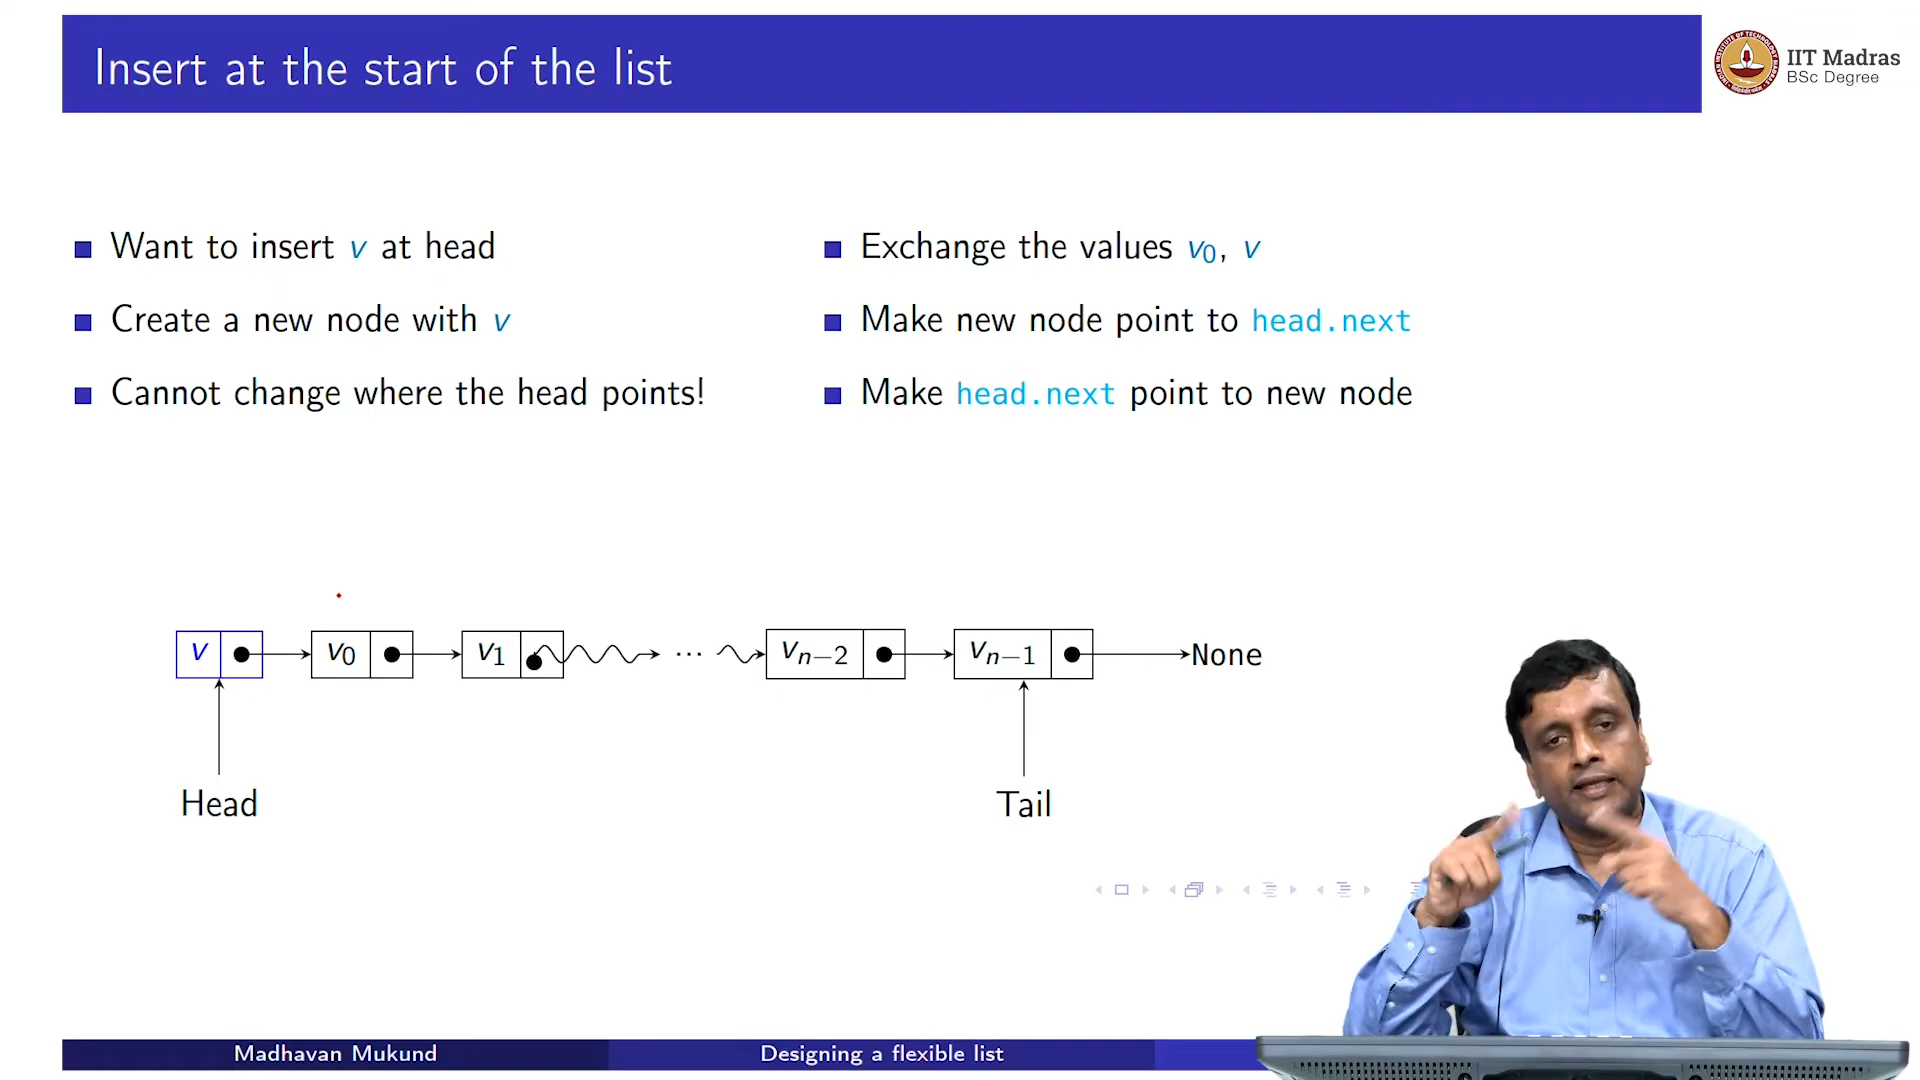 Insert at the start of the list
IIT Madras
BSc Degree
Want to insert v at head
Create a new node with v
Cannot change where the head points!
Exchange the values v0, v
Make new node point to head.next
Make head.next point to new node
v v0 v1 ... vn−2 vn−1 None
Head Tail
Madhavan Mukund Designing a flexible list